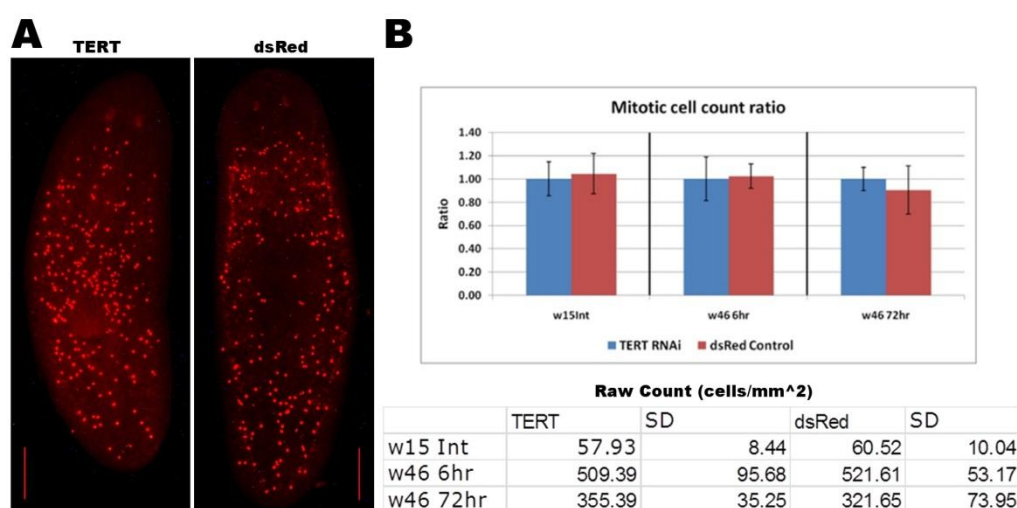 A
TERT
dsRed
B
Mitotic cell count ratio
Ratio
1.40
1.20
1.00
0.80
0.60
0.40
0.20
0.00
w15Int
w46 6hr
w46 72hr
TERT RNAi
dsRed Control
Raw Count (cells/mm^2)
TERT SD dsRed SD
w15 Int 57.93 8.44 60.52 10.04
w46 6hr 509.39 95.68 521.61 53.17
w46 72hr 355.39 35.25 321.65 73.95